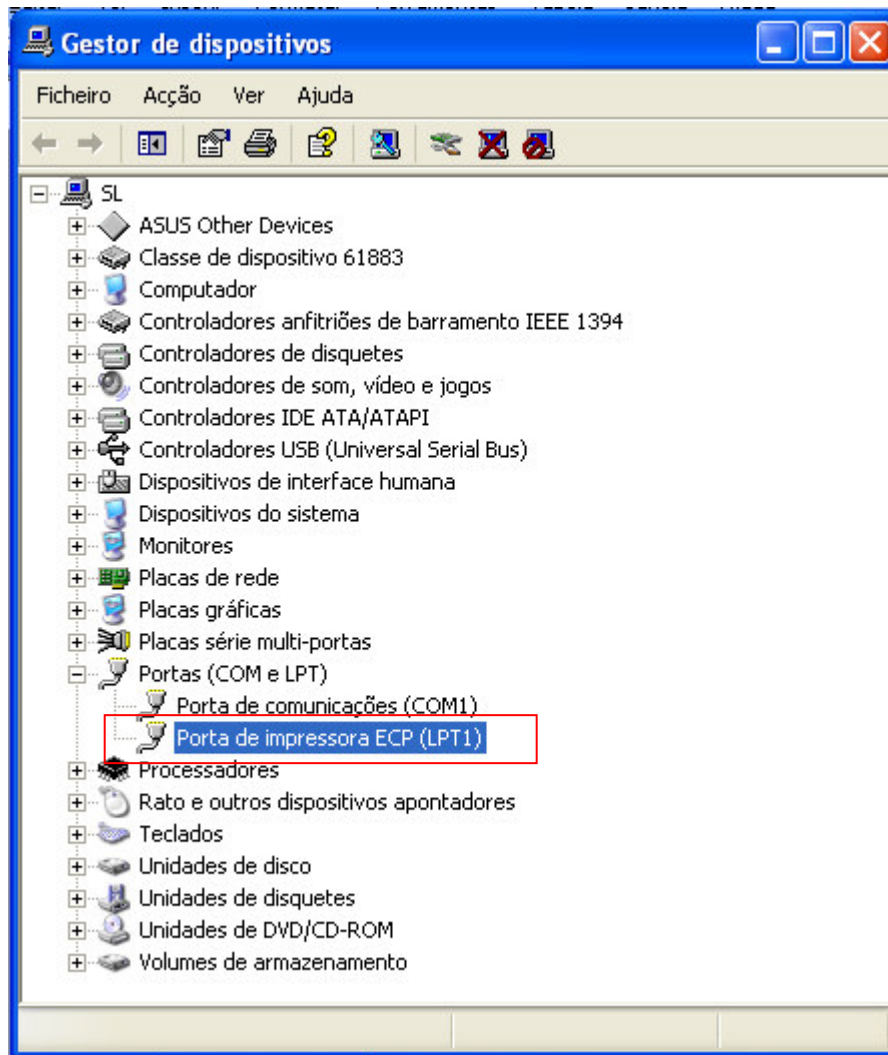 Gestor de dispositivos
Ficheiro Acção Ver Ajuda
SL
ASUS Other Devices
Classe de dispositivo 61883
Computador
Controladores anfitriões de barramento IEEE 1394
Controladores de disquetes
Controladores de som, vídeo e jogos
Controladores IDE ATA/ATAPI
Controladores USB (Universal Serial Bus)
Dispositivos de interface humana
Dispositivos do sistema
Monitores
Placas de rede
Placas gráficas
Placas série multi-portas
Portas (COM e LPT)
Porta de comunicações (COM1)
Porta de impressora ECP (LPT1)
Processadores
Rato e outros dispositivos apontadores
Teclados
Unidades de disco
Unidades de disquetes
Unidades de DVD/CD-ROM
Volumes de armazenamento